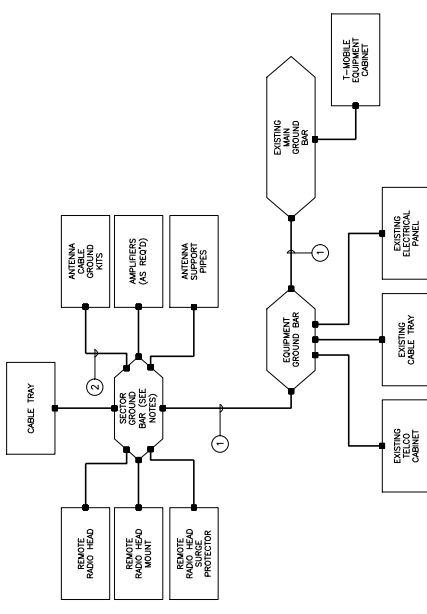 CABLE TRAY
ANTENNA
CABLE
GROUND
KITS
AMPLIFIERS
(AS REQ'D)
ANTENNA
SUPPORT
PIPES
2
SECTOR
GROUND
BAR (SEE
NOTES)
REMOTE
RADIO HEAD
REMOTE
RADIO HEAD
MOUNT
REMOTE
RADIO HEAD
SURGE
PROTECTOR
1
EQUIPMENT
GROUND BAR
1
EXISTING
MAIN
GROUND
BAR
T-MOBILE
EQUIPMENT
CABINET
EXISTING
TELCO
CABINET
EXISTING
CABLE TRAY
EXISTING
ELECTRICAL
PANEL